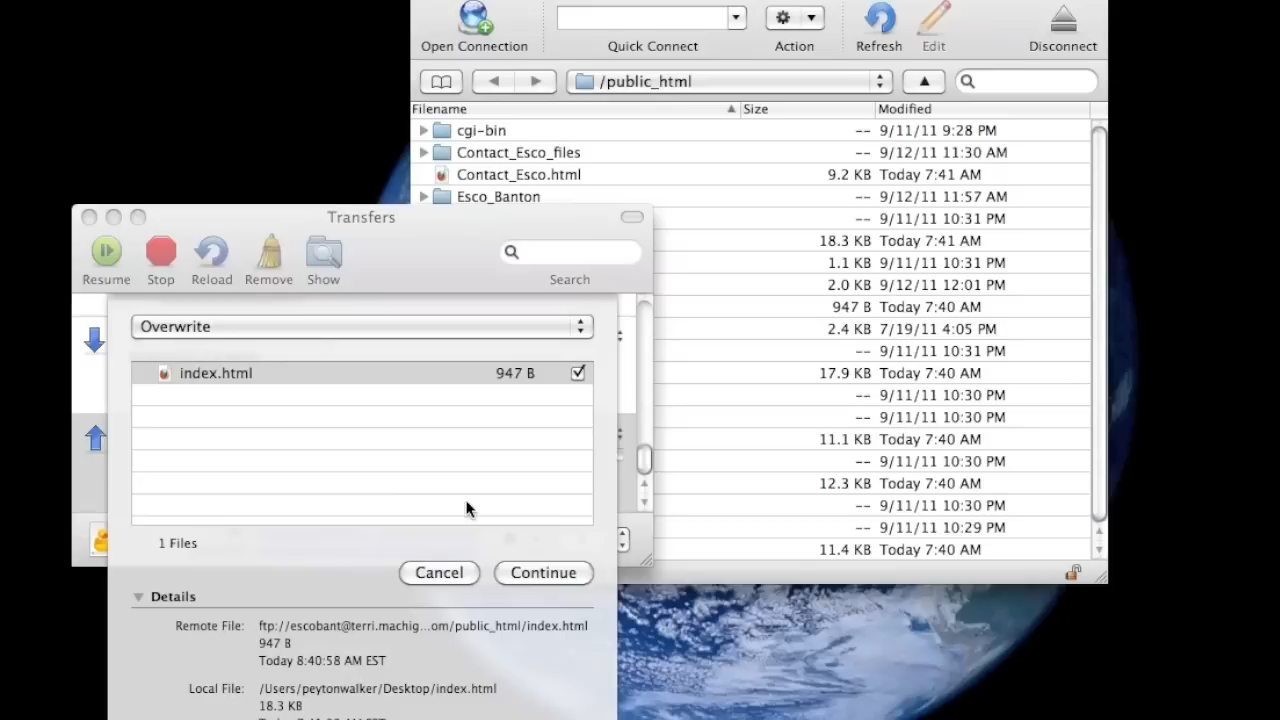 Open Connection
Quick Connect
Action
Refresh
Edit
Disconnect
/public_html
Filename Size Modified
cgi-bin -- 9/11/11 9:28 PM
Contact_Esco_files -- 9/12/11 11:30 AM
Contact_Esco.html 9.2 KB Today 7:41 AM
Esco_Banton -- 9/12/11 11:57 AM
-- 9/11/11 10:31 PM
18.3 KB Today 7:41 AM
1.1 KB 9/11/11 10:31 PM
2.0 KB 9/12/11 12:01 PM
947 B Today 7:40 AM
2.4 KB 7/19/11 4:05 PM
-- 9/11/11 10:31 PM
17.9 KB Today 7:40 AM
-- 9/11/11 10:30 PM
-- 9/11/11 10:30 PM
11.1 KB Today 7:40 AM
-- 9/11/11 10:30 PM
12.3 KB Today 7:40 AM
-- 9/11/11 10:30 PM
-- 9/11/11 10:29 PM
11.4 KB Today 7:40 AM
Transfers
Resume
Stop
Reload
Remove
Show
Search
Overwrite
index.html 947 B
1 Files
Cancel
Continue
Details
Remote File: ftp://escobant@terri.machig...om/public_html/index.html
947 B
Today 8:40:58 AM EST
Local File: /Users/peytonwalker/Desktop/index.html
18.3 KB